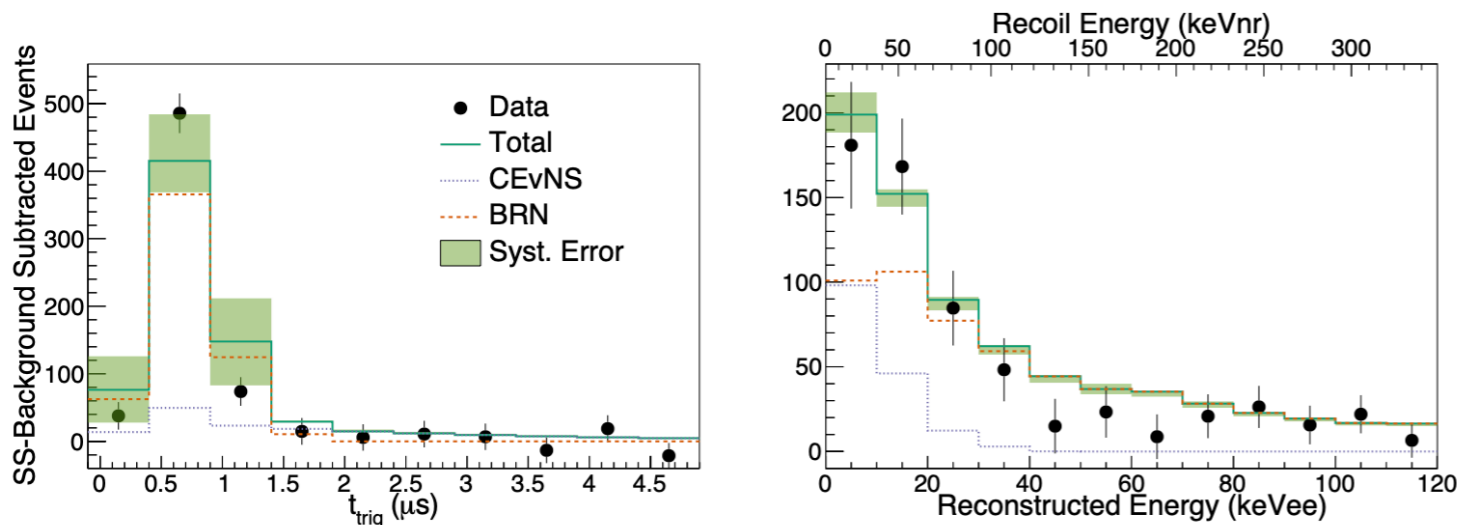 SS-Background Subtracted Events
500
400
300
200
100
0
Data
Total
CEvNS
BRN
Syst. Error
0 0.5 1 1.5 2 2.5 3 3.5 4 4.5
t_trig (μs)
Recoil Energy (keVnr)
0 50 100 150 200 250 300
200
150
100
50
0
0 20 40 60 80 100 120
Reconstructed Energy (keVee)